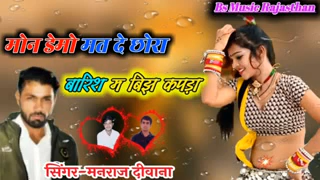 Rs Music Rajasthan
मोन डेमो मत दे छोरा
बारिश म बिझ कपड़ा
सिंगर-मनराज दीवाना